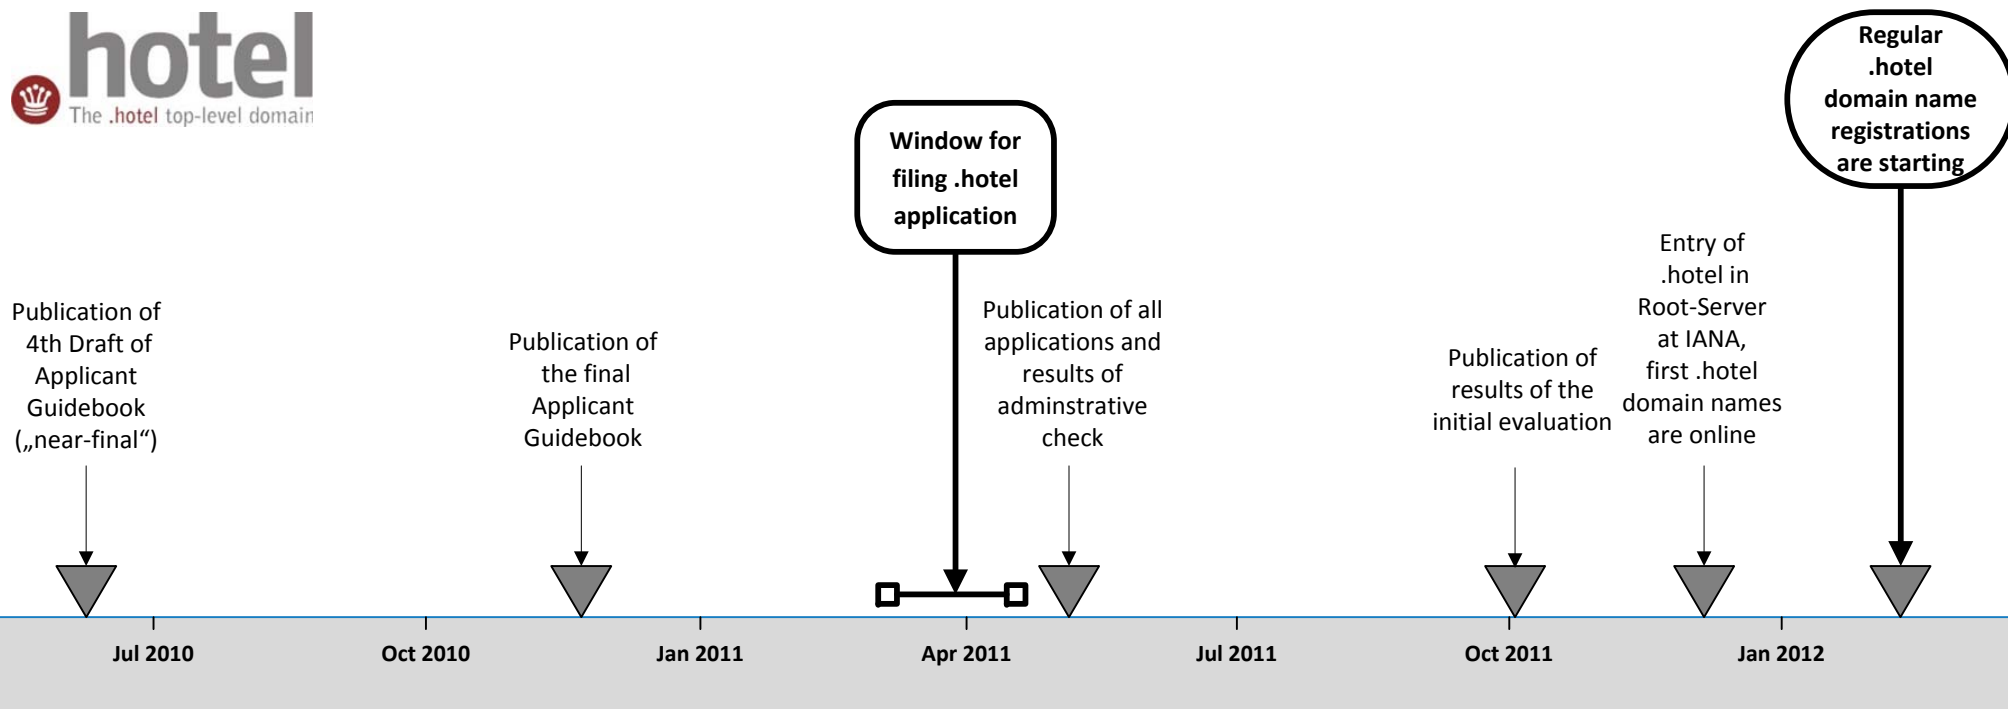 .hotel
The .hotel top-level domain
Regular
.hotel
domain name
registrations
are starting
Window for
filing .hotel
application
Publication of
4th Draft of
Applicant
Guidebook
(„near-final“)
Publication of
the final
Applicant
Guidebook
Publication of all
applications and
results of
adminstrative
check
Publication of
results of the
initial evaluation
Entry of
.hotel in
Root-Server
at IANA,
first .hotel
domain names
are online
Jul 2010
Oct 2010
Jan 2011
Apr 2011
Jul 2011
Oct 2011
Jan 2012